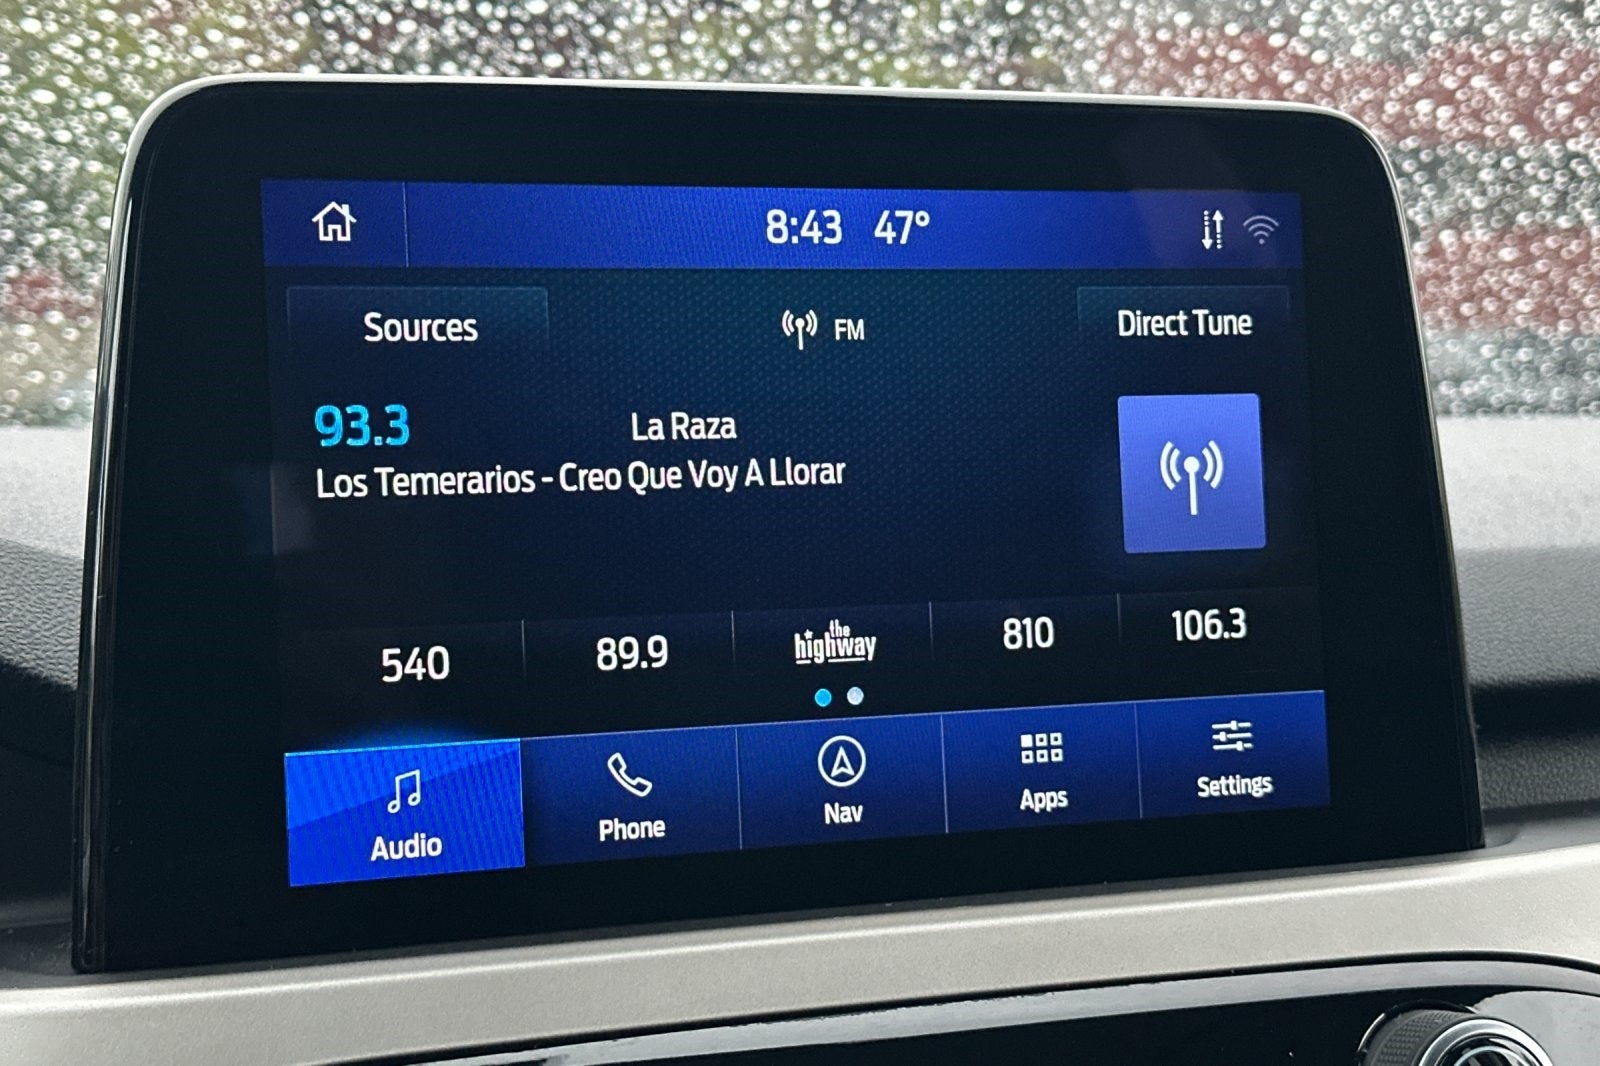 8:43 47°
Sources
FM
Direct Tune
93.3
La Raza
Los Temerarios - Creo Que Voy A Llorar
540
89.9
the highway
810
106.3
Audio
Phone
Nav
Apps
Settings